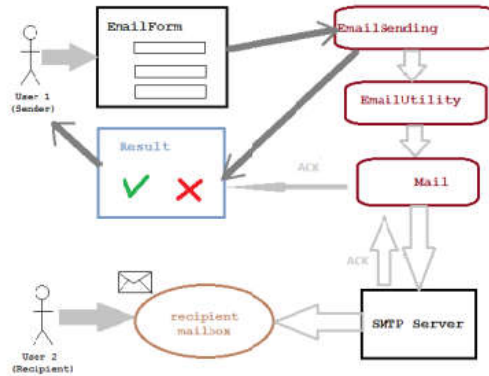 EmailForm
EmailSending
User 1
(Sender)
EmailUtility
Result
ACK
Mail
ACK
recipient
mailbox
SMTP Server
User 2
(Recipient)